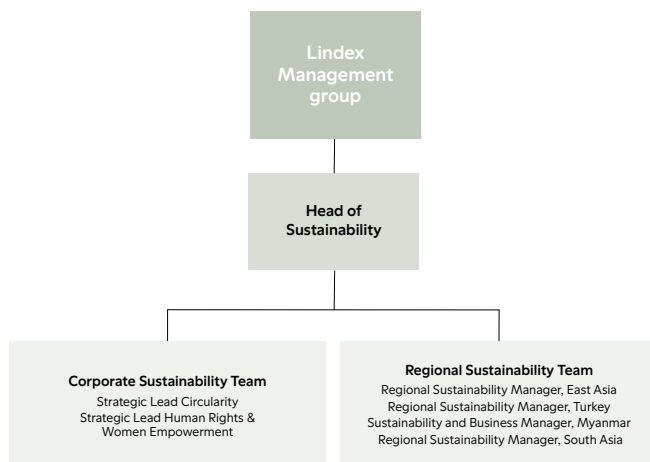 Lindex
Management
group
Head of
Sustainability
Corporate Sustainability Team
Strategic Lead Circularity
Strategic Lead Human Rights &
Women Empowerment
Regional Sustainability Team
Regional Sustainability Manager, East Asia
Regional Sustainability Manager, Turkey
Sustainability and Business Manager, Myanmar
Regional Sustainability Manager, South Asia